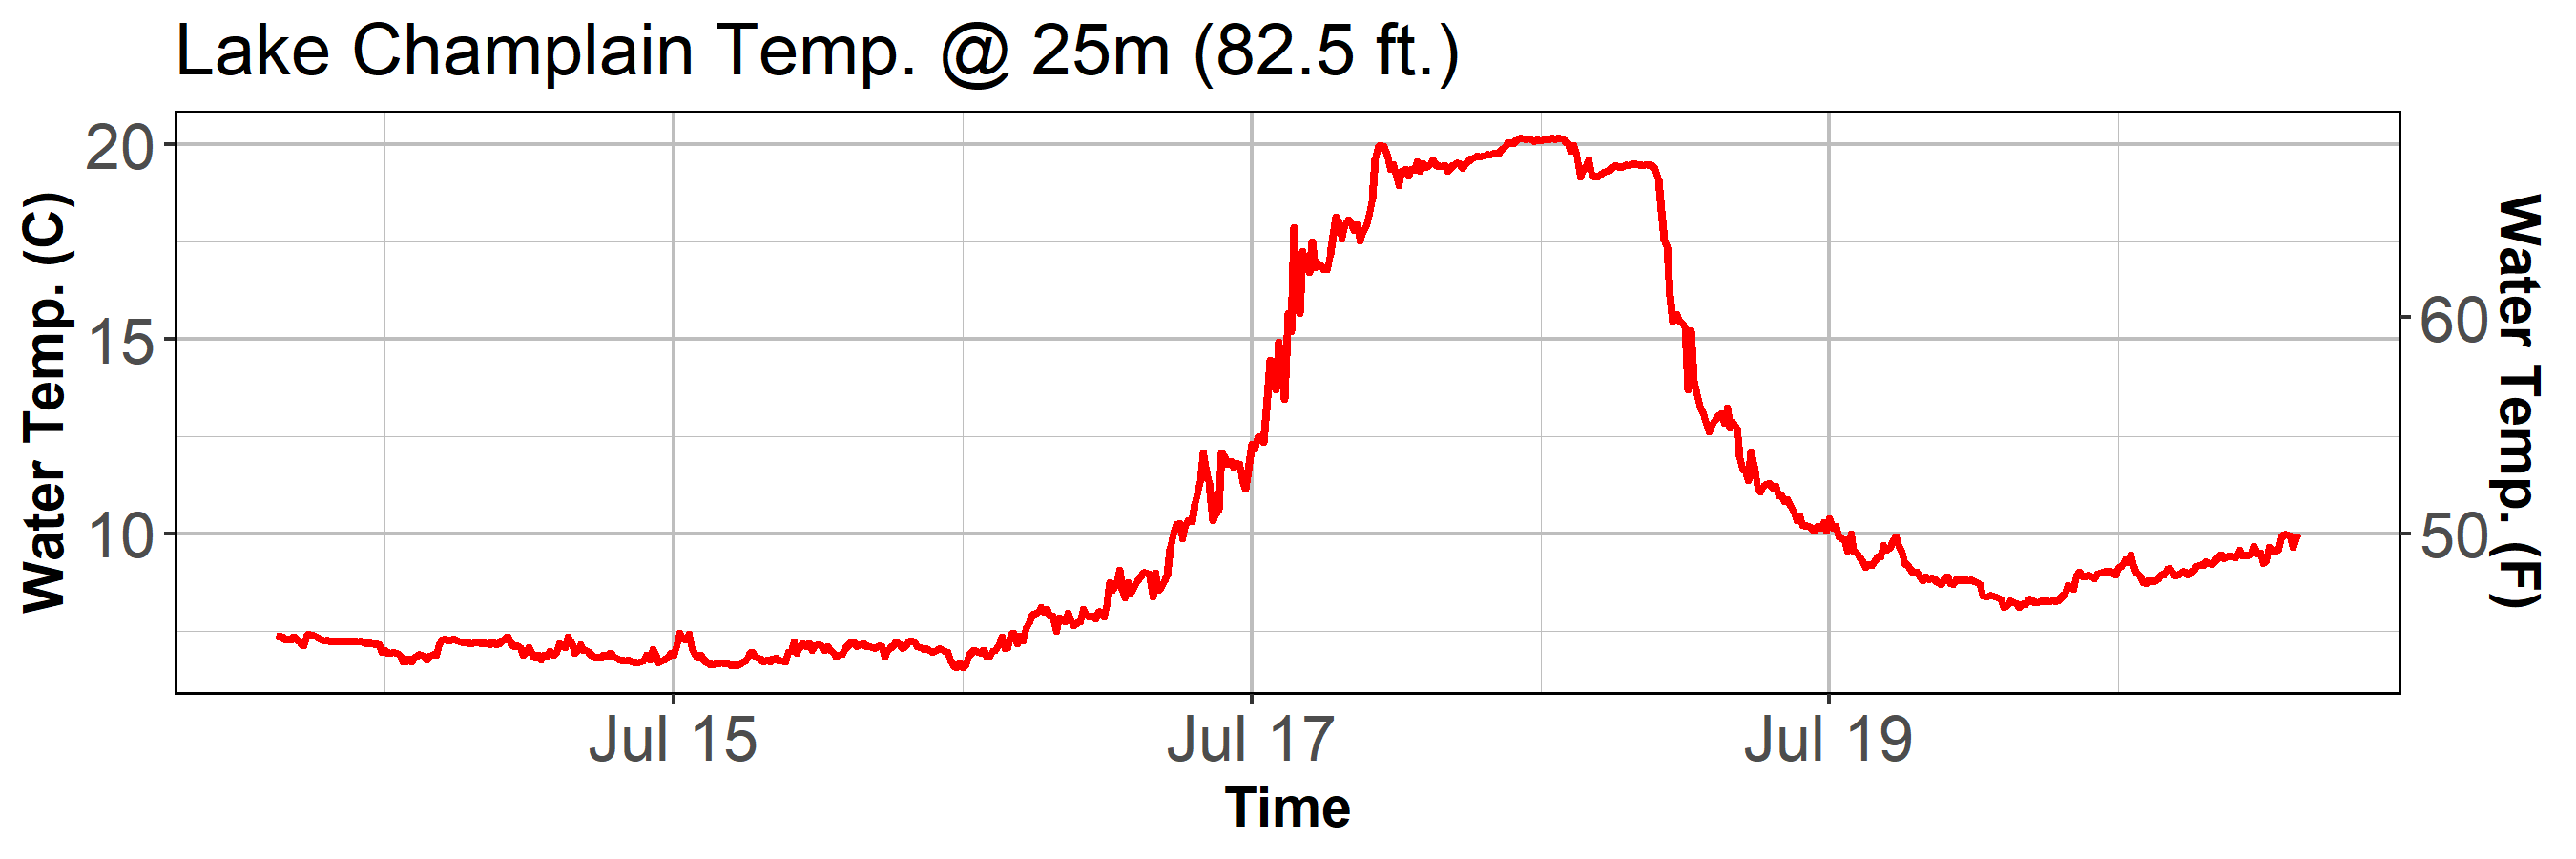 Lake Champlain Temp. @ 25m (82.5 ft.)
Water Temp. (C)
20
15
10
60
50
Water Temp. (F)
Jul 15
Jul 17
Jul 19
Time